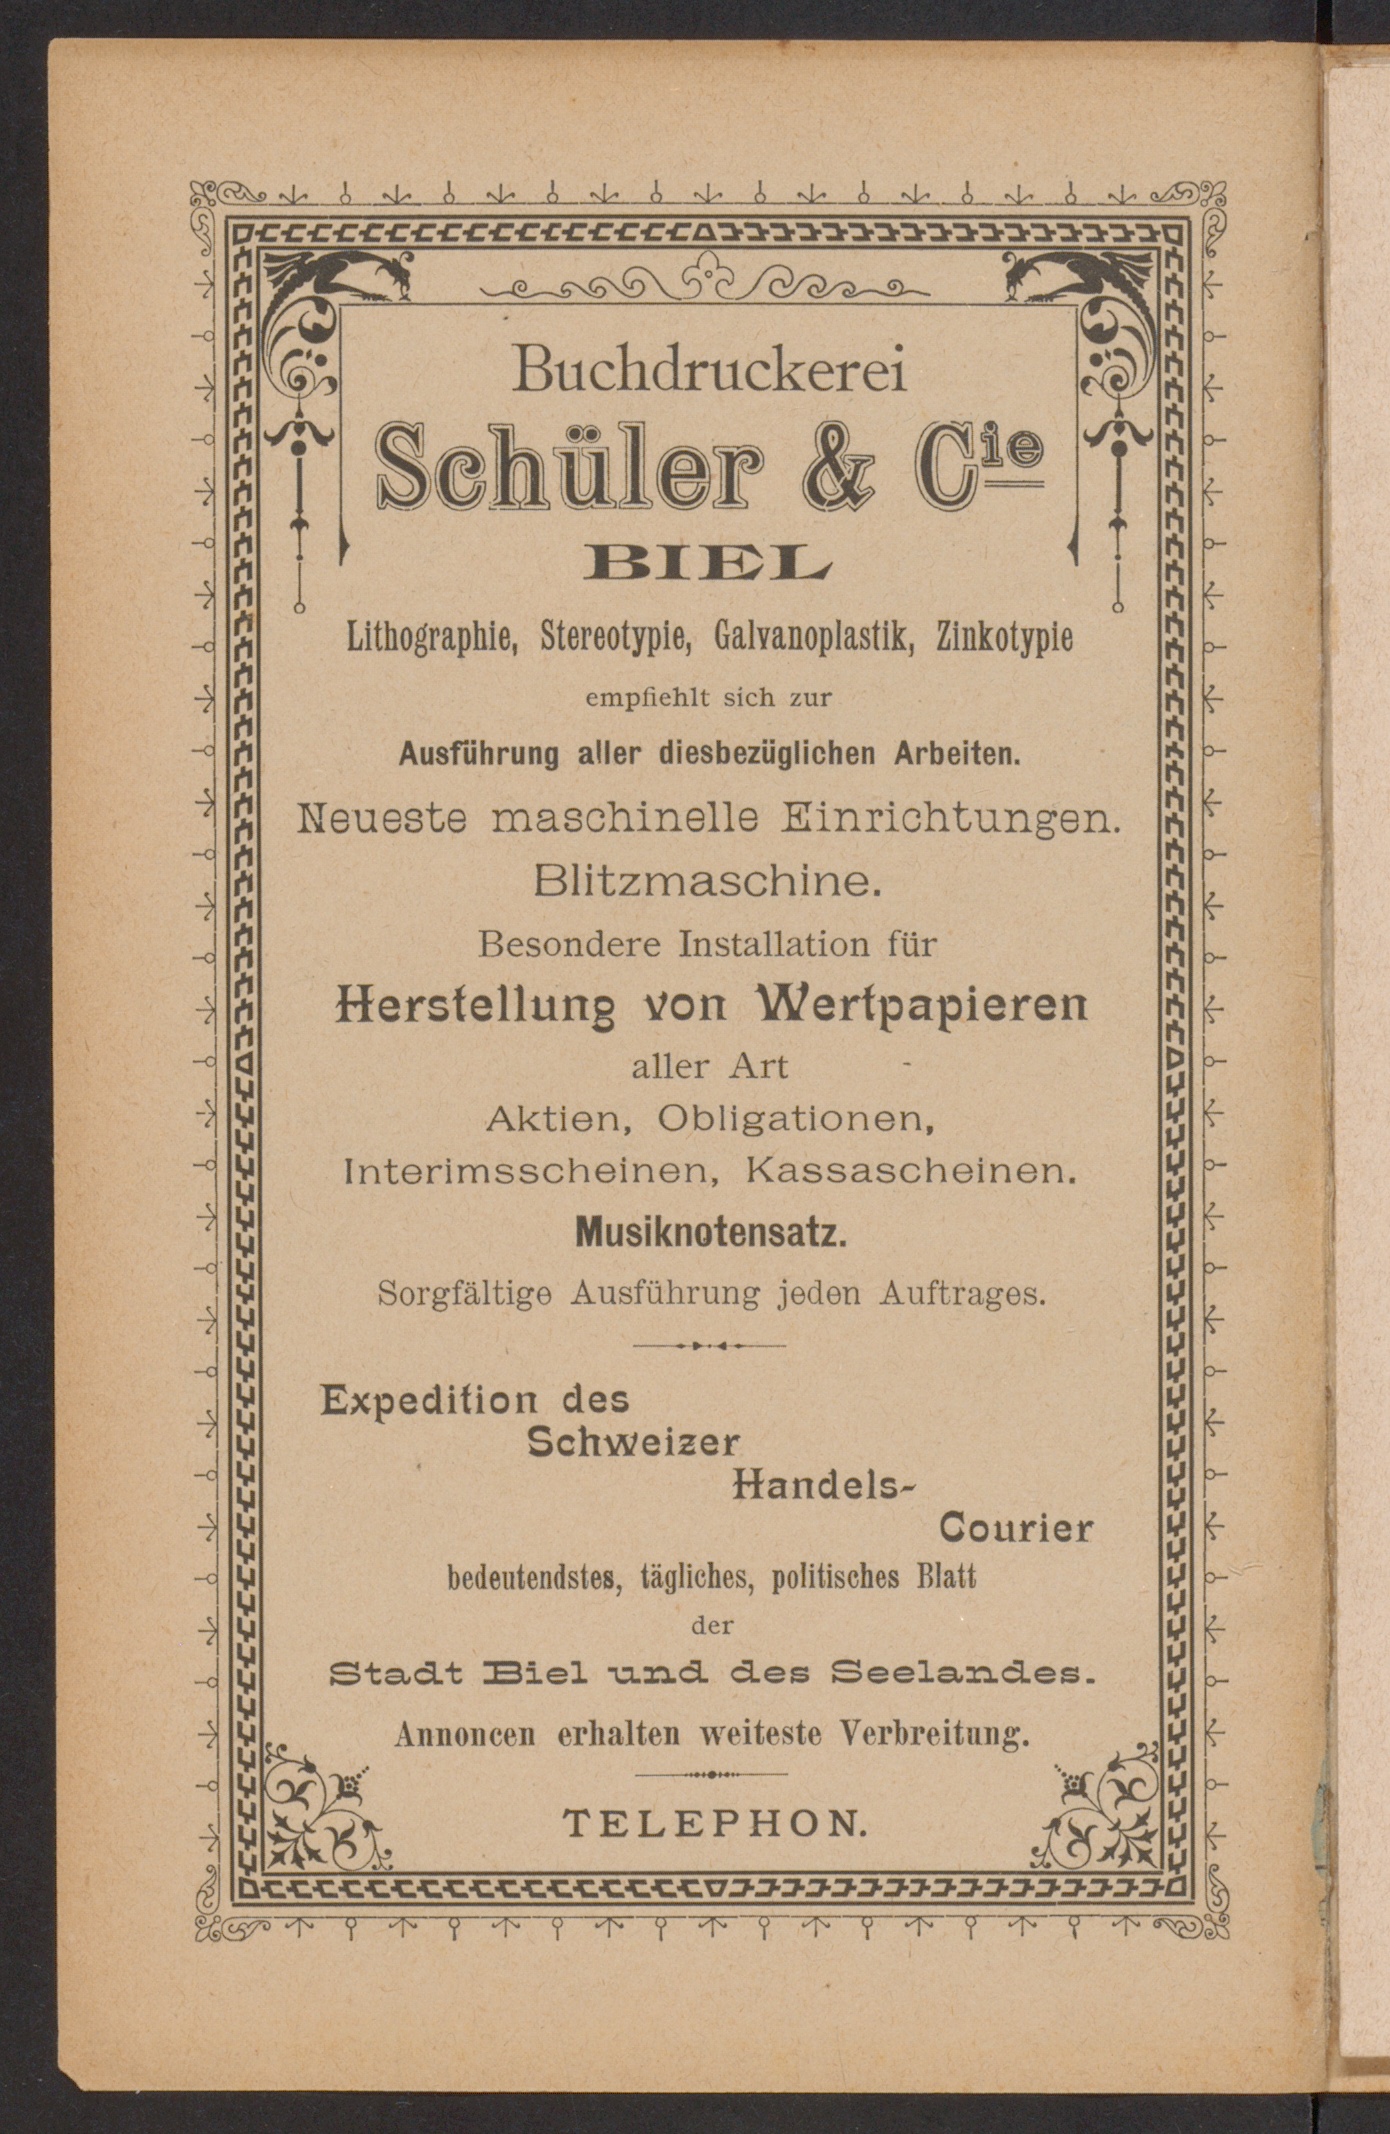 Buchdruckerei
Schüler & Cie
BIEL
Lithographie, Stereotypie, Galvanoplastik, Zinkotypie
empfiehlt sich zur
Ausführung aller diesbezüglichen Arbeiten.
Neueste maschinelle Einrichtungen.
Blitzmaschine.
Besondere Installation für
Herstellung von Wertpapieren
aller Art
Aktien, Obligationen,
Interimsscheinen, Kassascheinen.
Musiknotensatz.
Sorgfältige Ausführung jeden Auftrages.
Expedition des
Schweizer
Handels-
Courier
bedeutendstes, tägliches, politisches Blatt
der
Stadt Biel und des Seelandes.
Annoncen erhalten weiteste Verbreitung.
TELEPHON.